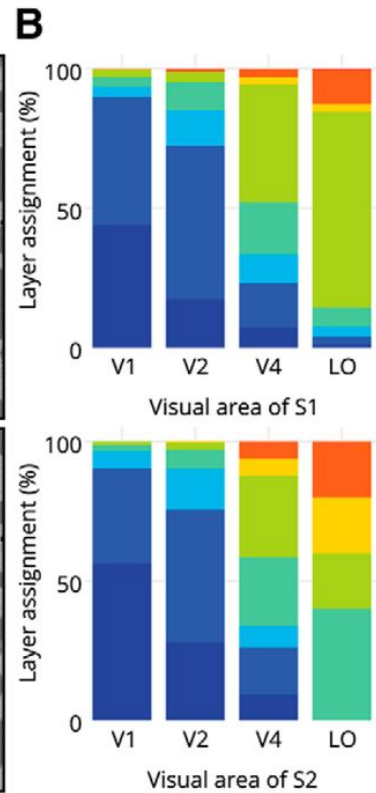 B
Layer assignment (%)
100
50
0
V1 V2 V4 LO
Visual area of S1
Layer assignment (%)
100
50
0
V1 V2 V4 LO
Visual area of S2